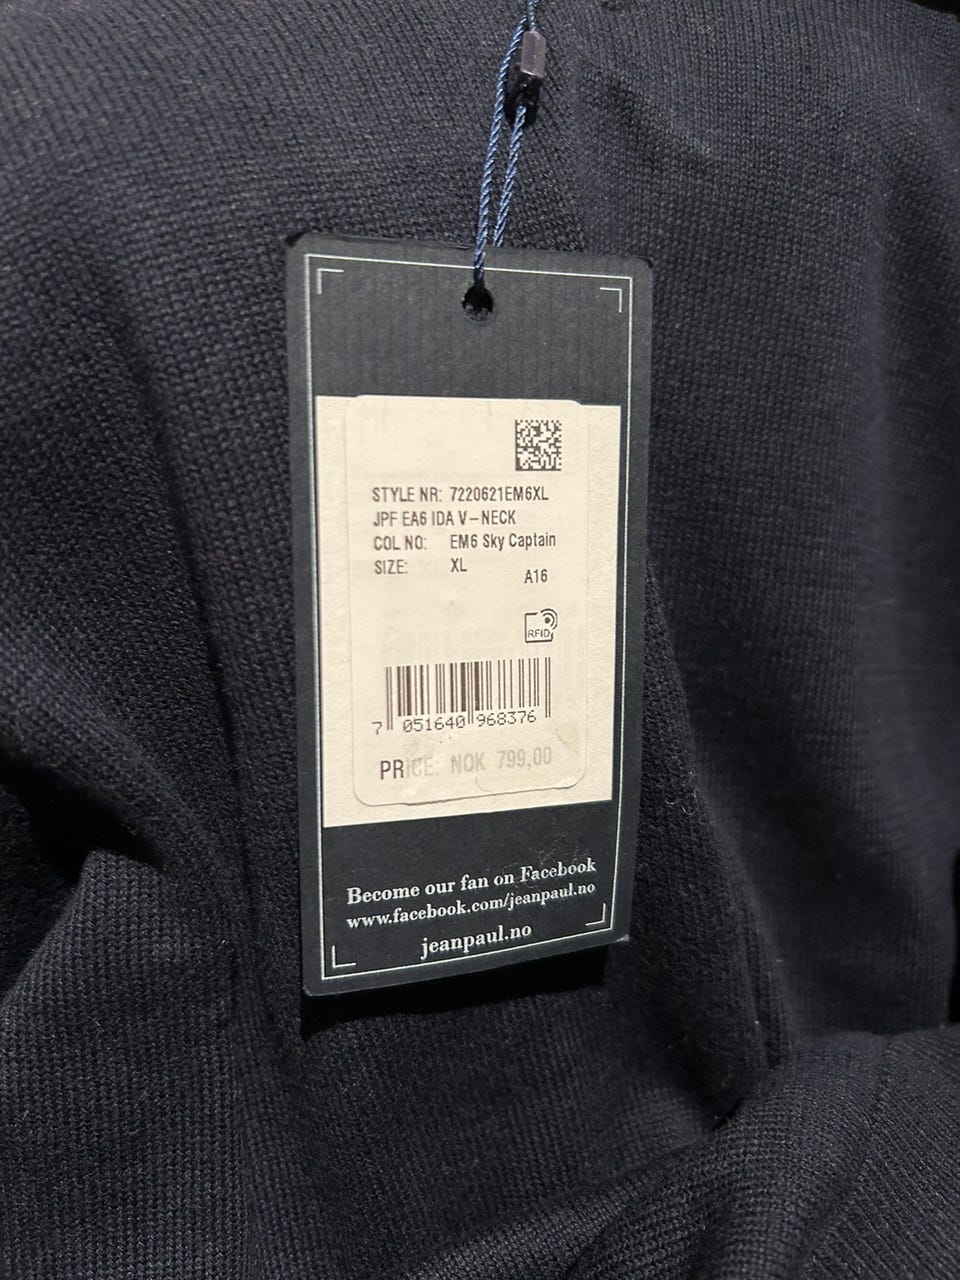 STYLE NR: 7220621EM6XL
JPF EA6 IDA V-NECK
COL NO: EM6 Sky Captain
SIZE: XL
A16
RFID
7 051640 968376
PRICE: NOK 799,00
Become our fan on Facebook
www.facebook.com/jeanpaul.no
jeanpaul.no